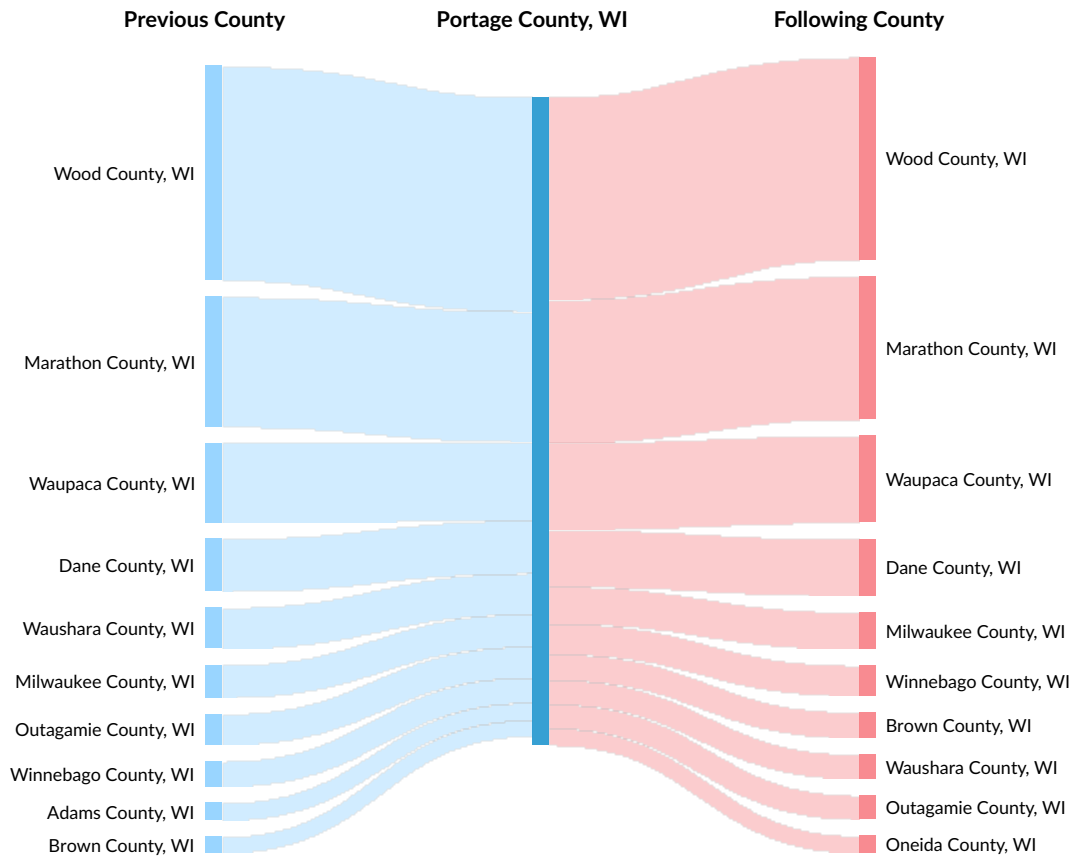 Previous County
Portage County, WI
Following County
Wood County, WI
Marathon County, WI
Waupaca County, WI
Dane County, WI
Waushara County, WI
Milwaukee County, WI
Outagamie County, WI
Winnebago County, WI
Adams County, WI
Brown County, WI
Wood County, WI
Marathon County, WI
Waupaca County, WI
Dane County, WI
Milwaukee County, WI
Winnebago County, WI
Brown County, WI
Waushara County, WI
Outagamie County, WI
Oneida County, WI